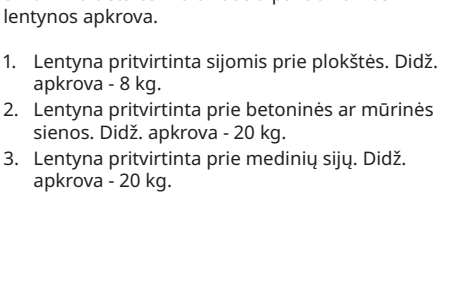 lentynos apkrova.
1. Lentyna pritvirtinta sijomis prie plokštės. Didž.
apkrova - 8 kg.
2. Lentyna pritvirtinta prie betoninės ar mūrinės
sienos. Didž. apkrova - 20 kg.
3. Lentyna pritvirtinta prie medinių sijų. Didž.
apkrova - 20 kg.